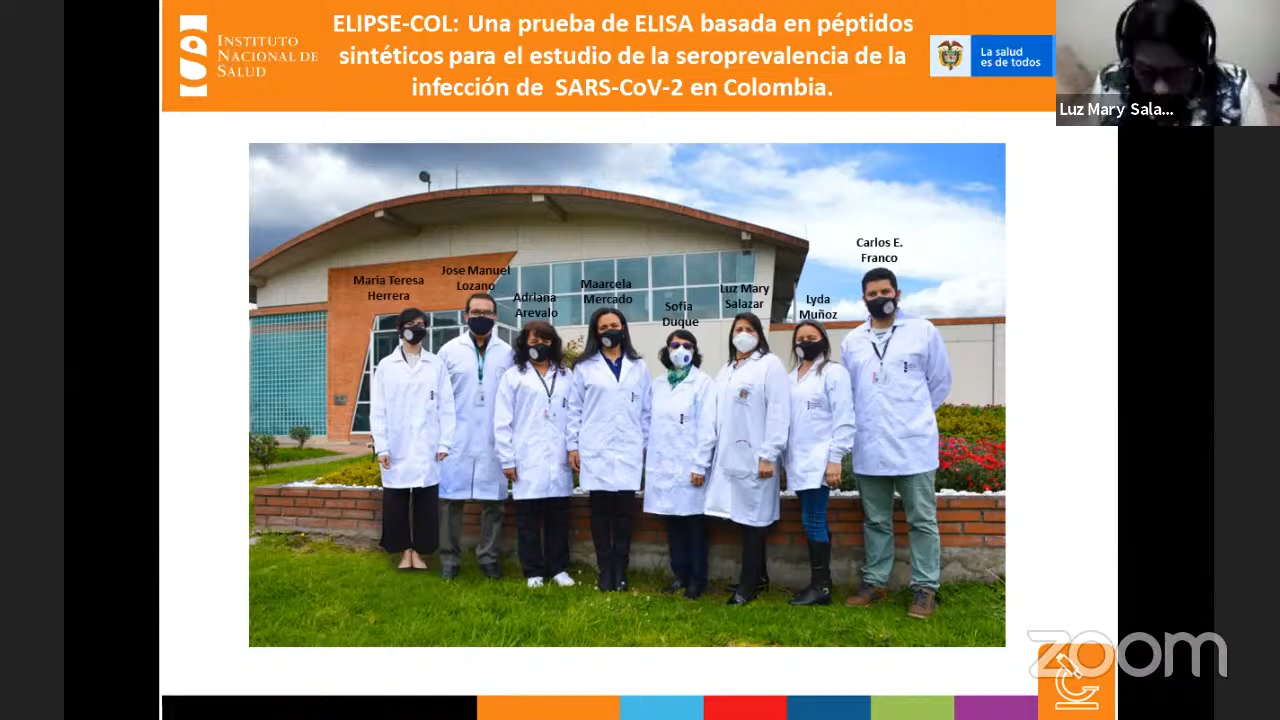 INSTITUTO
NACIONAL DE
SALUD
ELIPSE-COL: Una prueba de ELISA basada en péptidos
sintéticos para el estudio de la seroprevalencia de la
infección de SARS-CoV-2 en Colombia.
La salud
es de todos
Luz Mary Sala...
Maria Teresa
Herrera
Jose Manuel
Lozano
Adriana
Arevalo
Maarcela
Mercado
Sofia
Duque
Luz Mary
Salazar
Lyda
Muñoz
Carlos E.
Franco
zoom